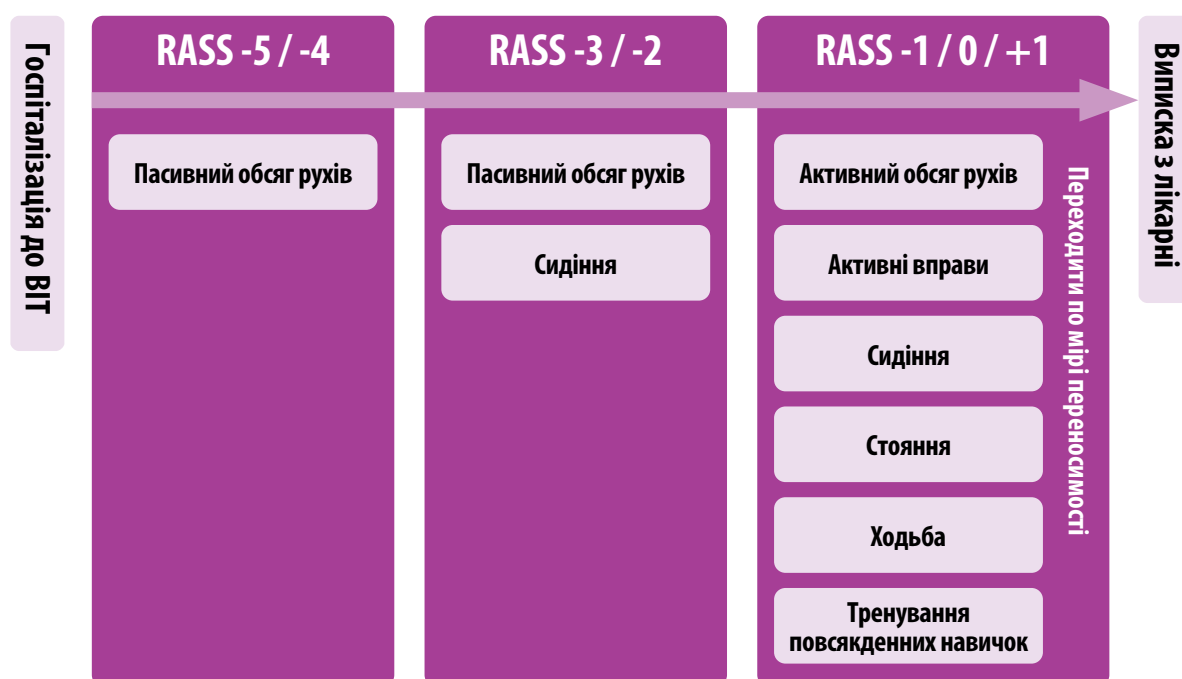 Госпіталізація до ВІТ
RASS -5 / -4
Пасивний обсяг рухів
RASS -3 / -2
Пасивний обсяг рухів
Сидіння
RASS -1 / 0 / +1
Активний обсяг рухів
Активні вправи
Сидіння
Стояння
Ходьба
Тренування
повсякденних навичок
Переходити по мірі переносимості
Виписка з лікарні